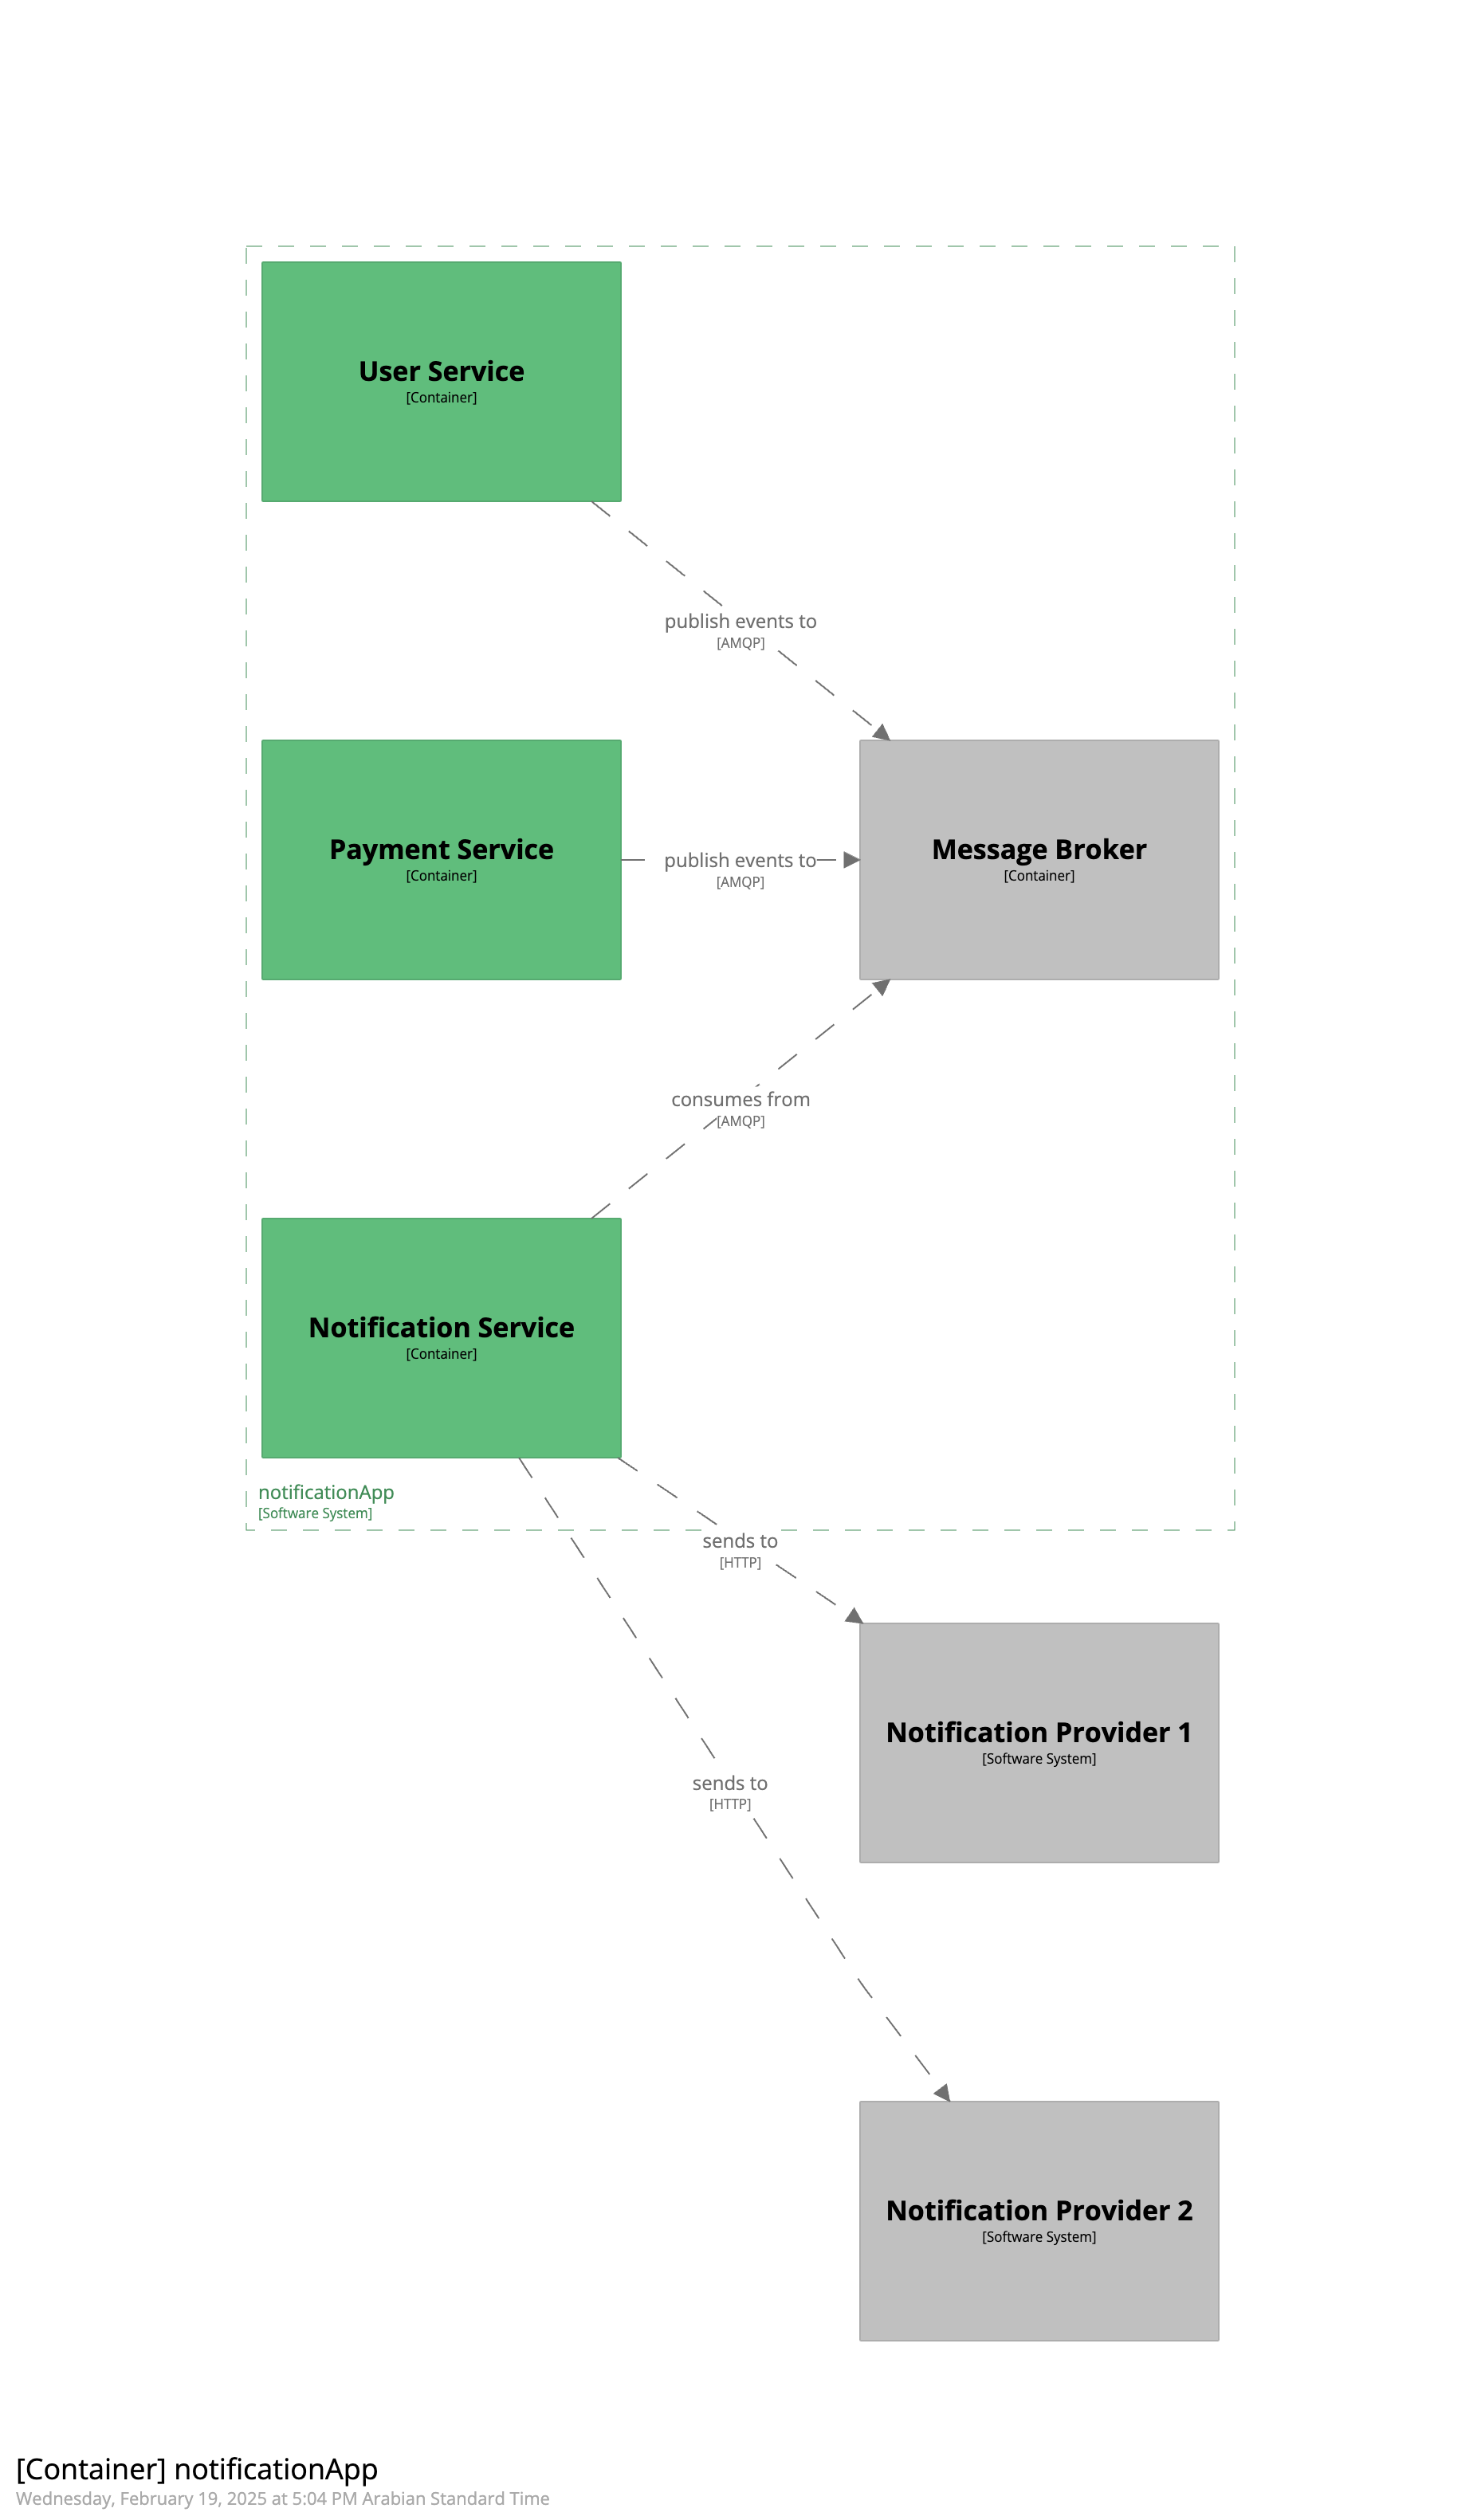 User Service
[Container]
publish events to
[AMQP]
Payment Service
[Container]
publish events to
[AMQP]
Message Broker
[Container]
consumes from
[AMQP]
Notification Service
[Container]
notificationApp
[Software System]
sends to
[HTTP]
Notification Provider 1
[Software System]
sends to
[HTTP]
Notification Provider 2
[Software System]
[Container] notificationApp
Wednesday, February 19, 2025 at 5:04 PM Arabian Standard Time